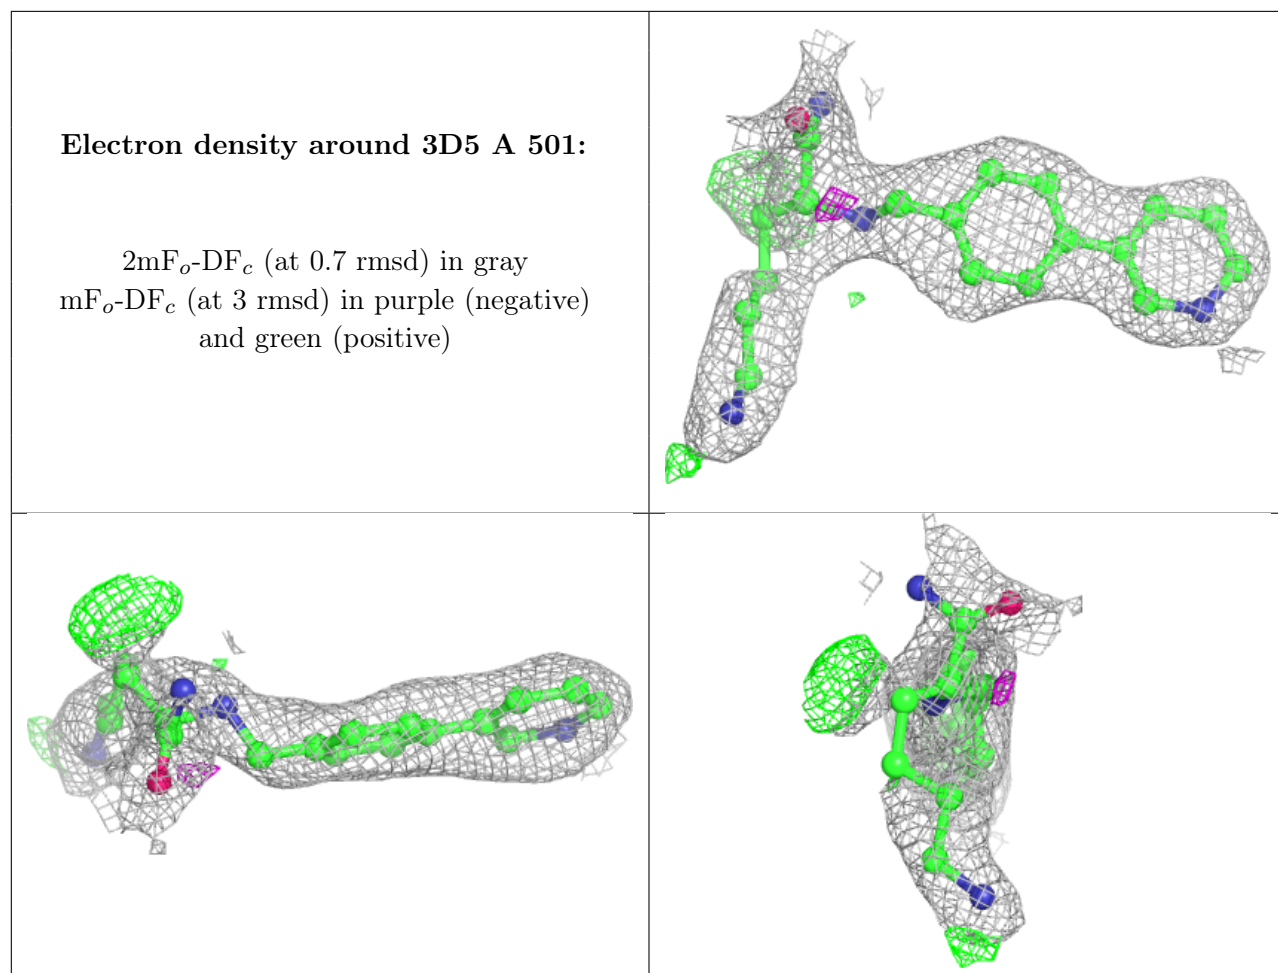 Electron density around 3D5 A 501:
2mFo-DFc (at 0.7 rmsd) in gray
mFo-DFc (at 3 rmsd) in purple (negative)
and green (positive)